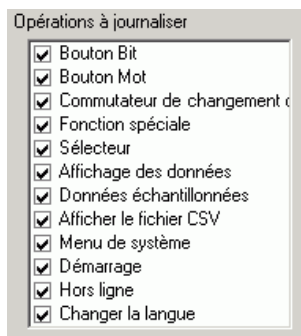 Opérations à journaliser
Bouton Bit
Bouton Mot
Commutateur de changement
Fonction spéciale
Sélecteur
Affichage des données
Données échantillonnées
Afficher le fichier CSV
Menu de système
Démarrage
Hors ligne
Changer la langue